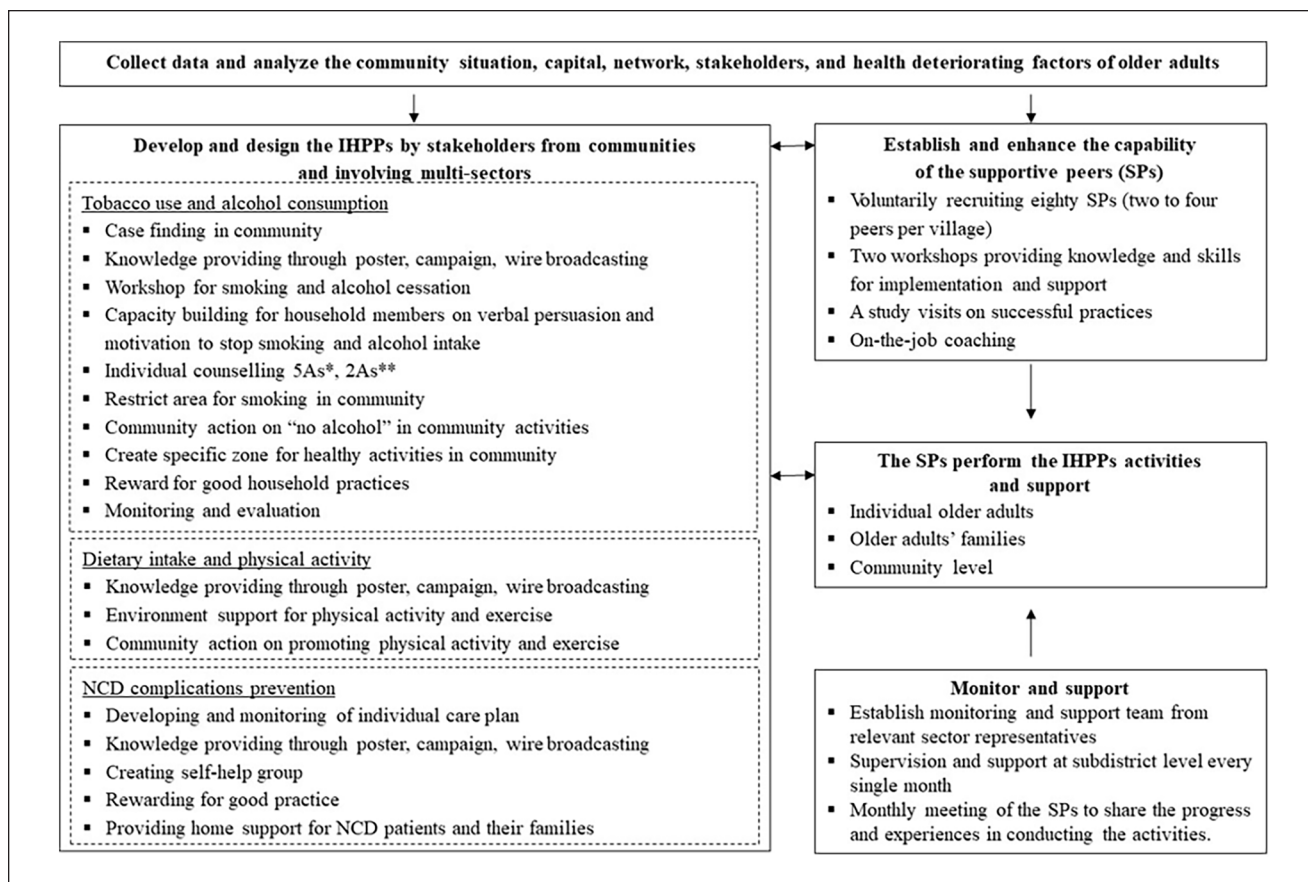 Collect data and analyze the community situation, capital, network, stakeholders, and health deteriorating factors of older adults
Develop and design the IHPPs by stakeholders from communities
and involving multi-sectors
Tobacco use and alcohol consumption
▪ Case finding in community
▪ Knowledge providing through poster, campaign, wire broadcasting
▪ Workshop for smoking and alcohol cessation
▪ Capacity building for household members on verbal persuasion and
motivation to stop smoking and alcohol intake
▪ Individual counselling 5As*, 2As**
▪ Restrict area for smoking in community
▪ Community action on “no alcohol” in community activities
▪ Create specific zone for healthy activities in community
▪ Reward for good household practices
▪ Monitoring and evaluation
Dietary intake and physical activity
▪ Knowledge providing through poster, campaign, wire broadcasting
▪ Environment support for physical activity and exercise
▪ Community action on promoting physical activity and exercise
NCD complications prevention
▪ Developing and monitoring of individual care plan
▪ Knowledge providing through poster, campaign, wire broadcasting
▪ Creating self-help group
▪ Rewarding for good practice
▪ Providing home support for NCD patients and their families
Establish and enhance the capability
of the supportive peers (SPs)
▪ Voluntarily recruiting eighty SPs (two to four
peers per village)
▪ Two workshops providing knowledge and skills
for implementation and support
▪ A study visits on successful practices
▪ On-the-job coaching
The SPs perform the IHPPs activities
and support
▪ Individual older adults
▪ Older adults’ families
▪ Community level
Monitor and support
▪ Establish monitoring and support team from
relevant sector representatives
▪ Supervision and support at subdistrict level every
single month
▪ Monthly meeting of the SPs to share the progress
and experiences in conducting the activities.